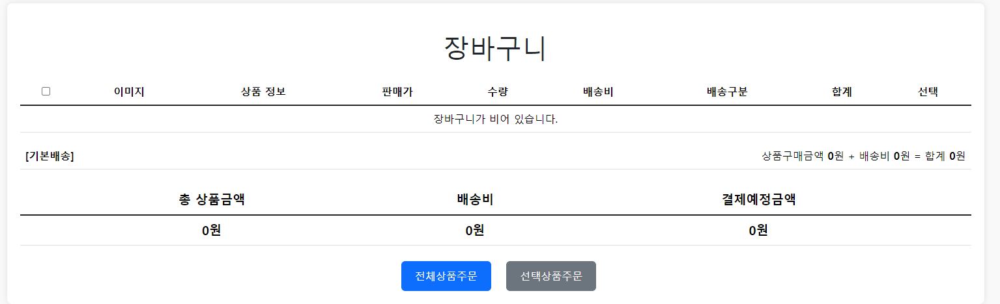 장바구니
이미지 상품 정보 판매가 수량 배송비 배송구분 합계 선택
장바구니가 비어 있습니다.
[기본배송] 상품구매금액 0원 + 배송비 0원 = 합계 0원
총 상품금액 배송비 결제예정금액
0원 0원 0원
전체상품주문 선택상품주문